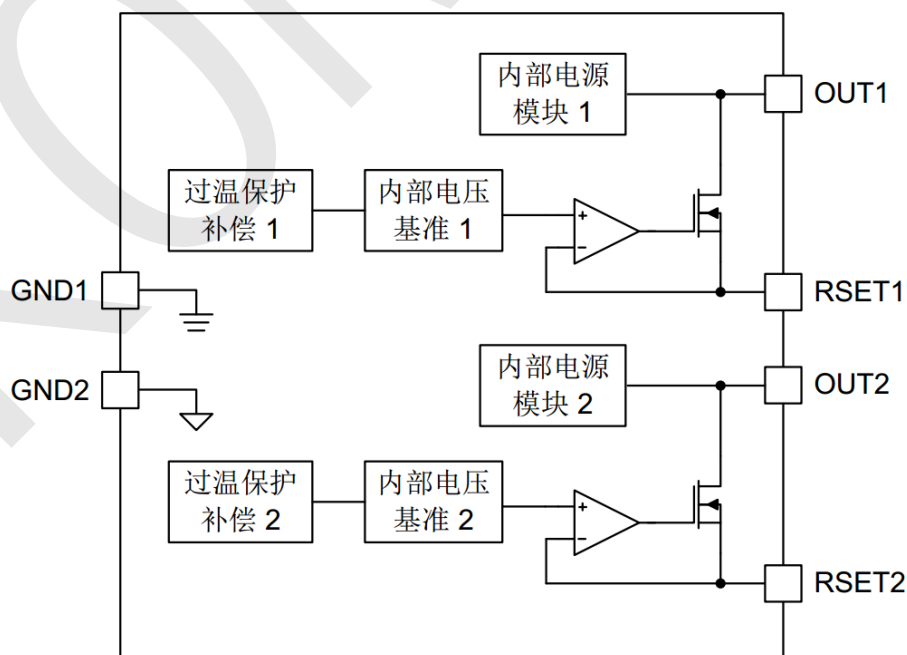 内部电源
模块 1
OUT1
过温保护
补偿 1
内部电压
基准 1
+
−
GND1
RSET1
GND2
内部电源
模块 2
OUT2
过温保护
补偿 2
内部电压
基准 2
+
−
RSET2